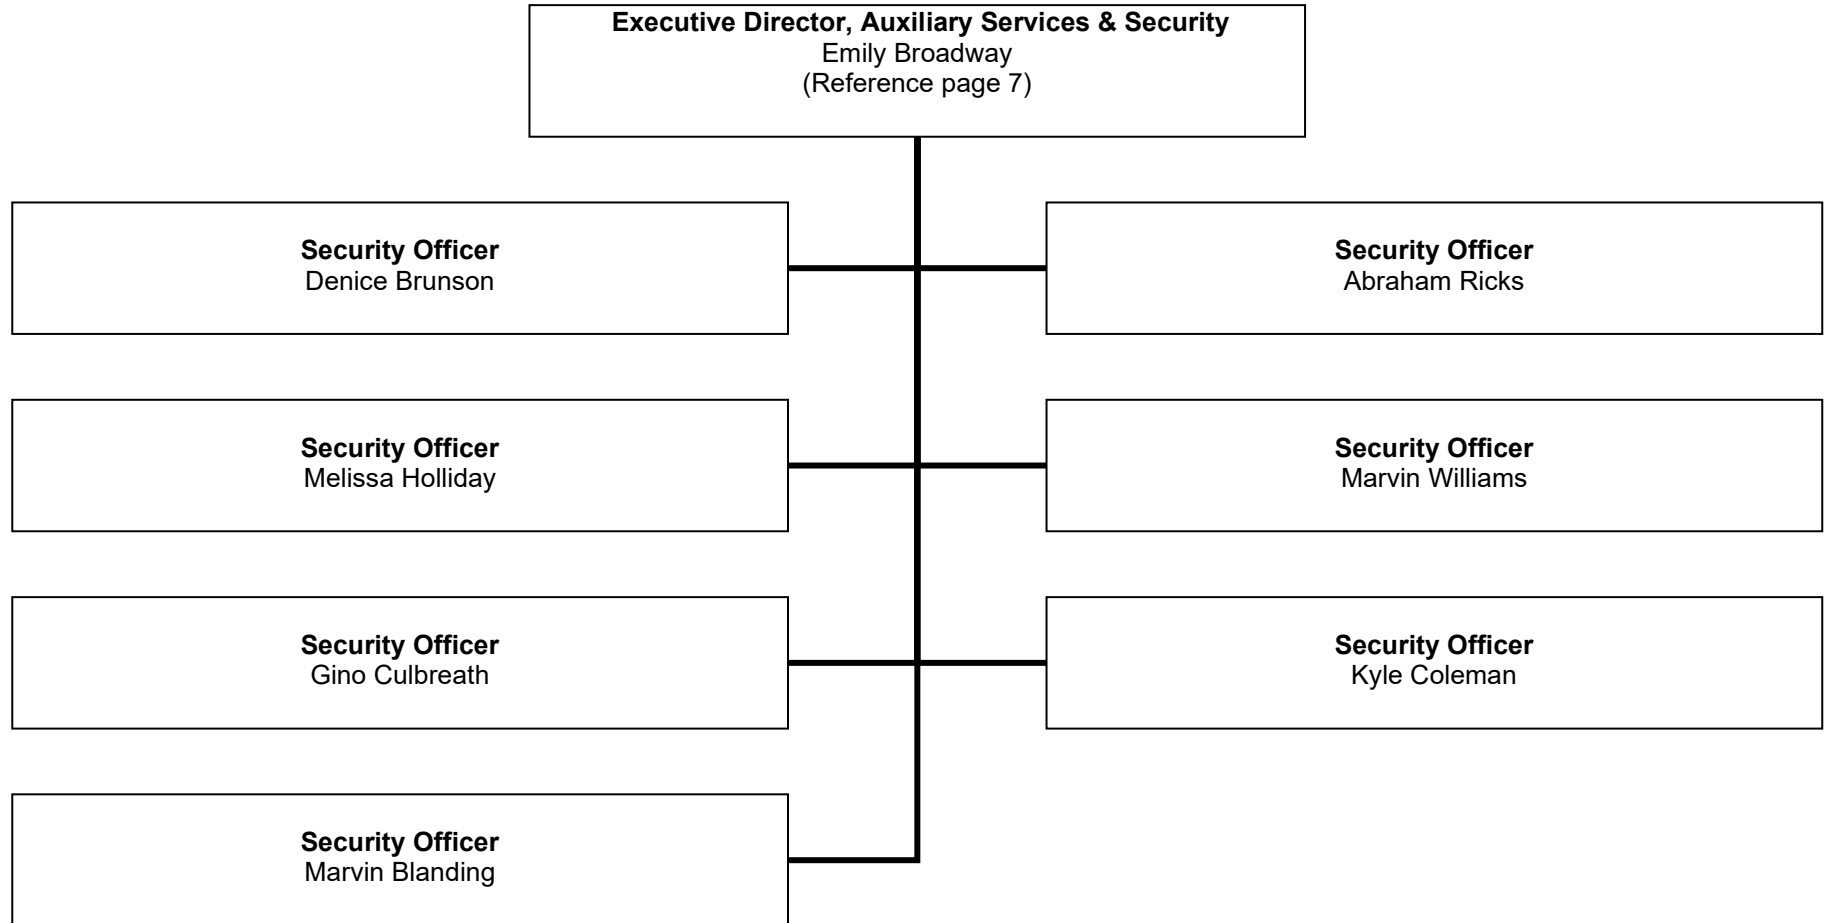 Executive Director, Auxiliary Services & Security
Emily Broadway
(Reference page 7)
Security Officer
Denice Brunson
Security Officer
Abraham Ricks
Security Officer
Melissa Holliday
Security Officer
Marvin Williams
Security Officer
Gino Culbreath
Security Officer
Kyle Coleman
Security Officer
Marvin Blanding